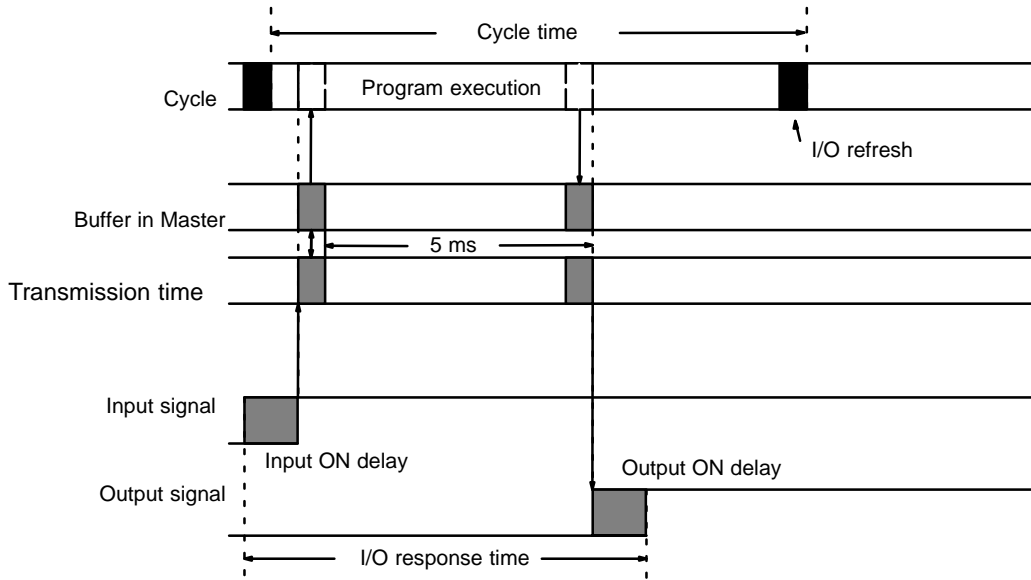 Cycle time
Program execution
Cycle
I/O refresh
Buffer in Master
5 ms
Transmission time
Input signal
Input ON delay
Output ON delay
Output signal
I/O response time